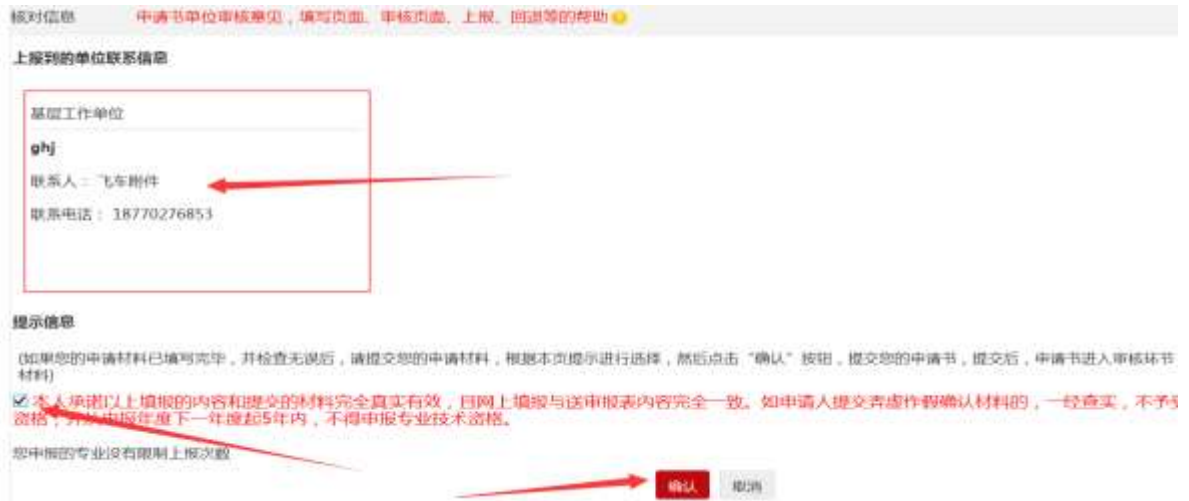 核对信息 申请书单位审核意见，填写页面、审核页面、上报、回退等的帮助
上报到的单位联系信息
基层工作单位
ghj
联系人： 飞车附件
联系电话： 18770276853
提示信息
(如果您的申请材料已填写完毕，并检查无误后，请提交您的申请材料，根据本页提示进行选择，然后点击“确认”按钮，提交您的申请书，提交后，申请书进入审核环节
材料)
本人承诺以上填报的内容和提交的材料完全真实有效，且网上填报与送审报表内容完全一致。如申请人提交弄虚作假确认材料的，一经查实，不予受
资格，并从申报年度下一年度起5年内，不得申报专业技术资格。
您申报的专业没有限制上报次数
确认 取消